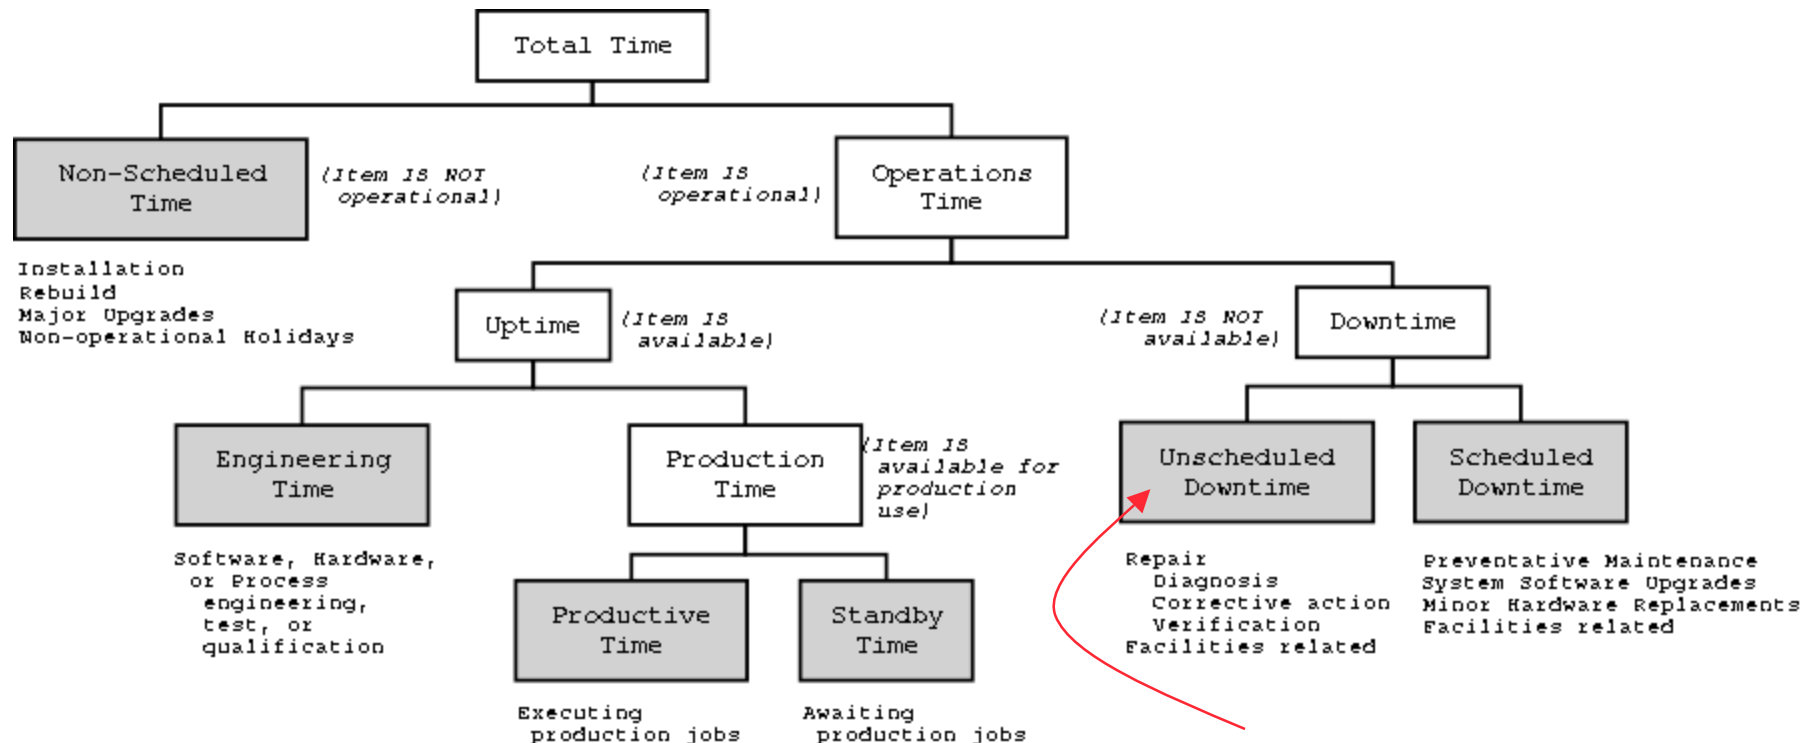 Total Time
Non-Scheduled
Time
(Item IS NOT
operational)
(Item IS
operational)
Operations
Time
Installation
Rebuild
Major Upgrades
Non-operational Holidays
Uptime
(Item IS
available)
(Item IS NOT
available)
Downtime
Engineering
Time
Production
Time
(Item IS
available for
production
use)
Unscheduled
Downtime
Scheduled
Downtime
Software, Hardware,
or Process
engineering,
test, or
qualification
Productive
Time
Standby
Time
Repair
Diagnosis
Corrective action
Verification
Facilities related
Preventative Maintenance
System Software Upgrades
Minor Hardware Replacements
Facilities related
Executing
production jobs
Awaiting
production jobs